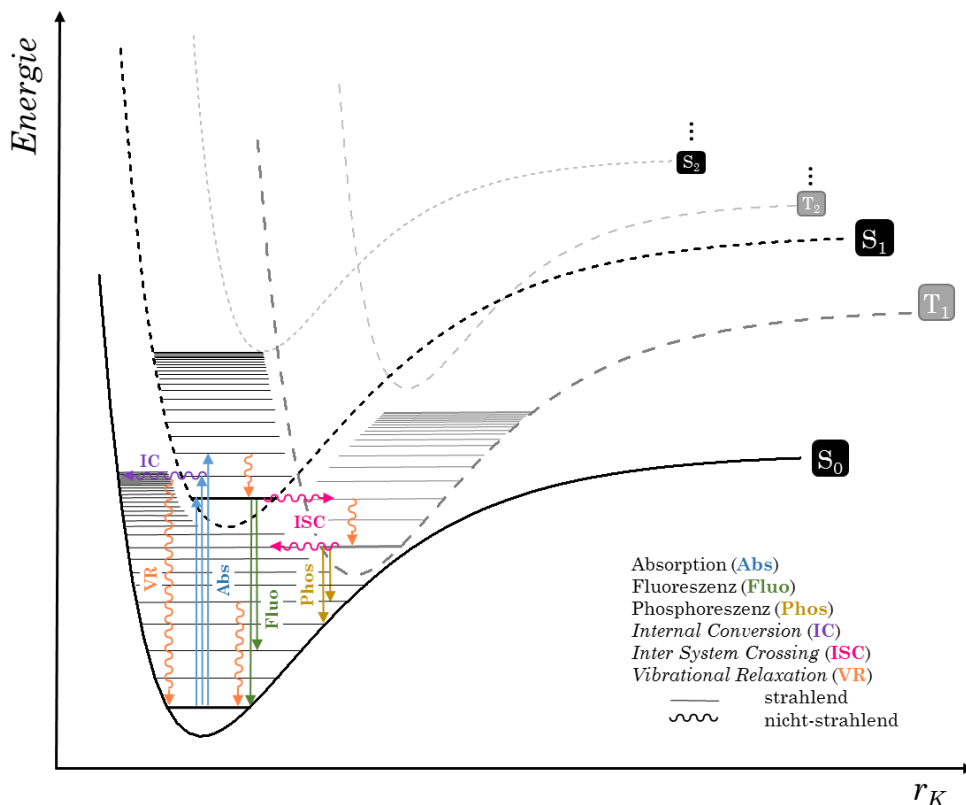 Energie
S₂
T₂
S₁
T₁
S₀
IC
ISC
VR
Abs
Fluo
Phos
Absorption (Abs)
Fluoreszenz (Fluo)
Phosphoreszenz (Phos)
Internal Conversion (IC)
Inter System Crossing (ISC)
Vibrational Relaxation (VR)
strahlend
nicht-strahlend
r_K